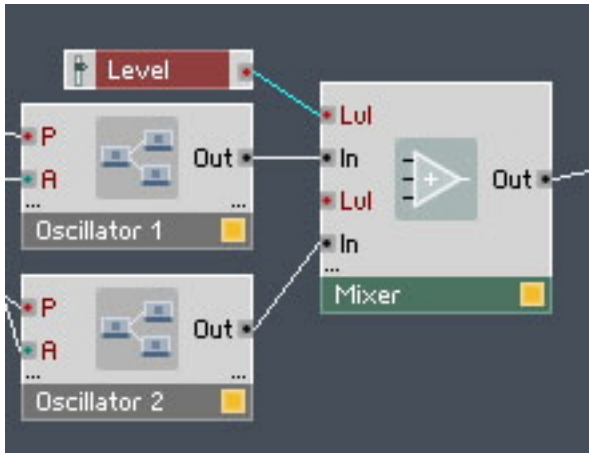 Level
P
A
Out
...
...
Oscillator 1
P
A
Out
...
...
Oscillator 2
Lvl
In
Lvl
In
Out
...
Mixer